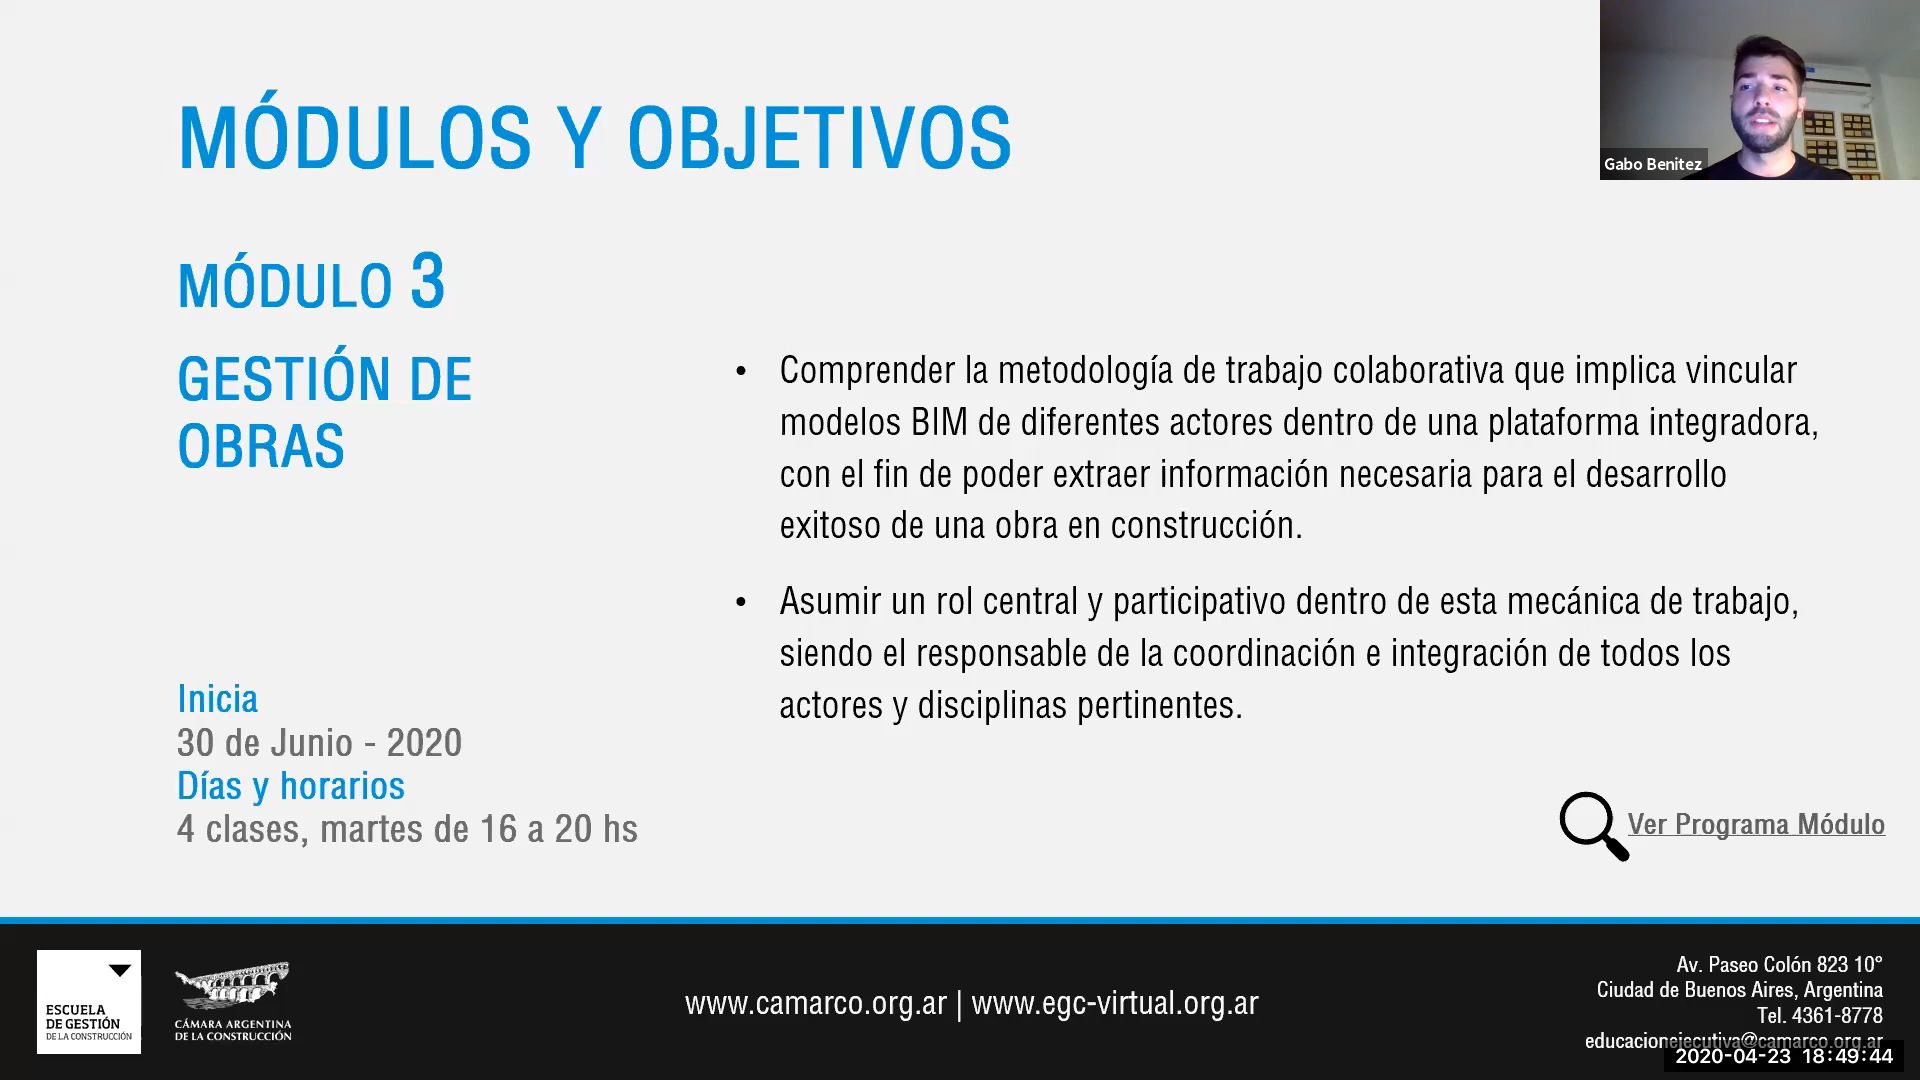 MÓDULOS Y OBJETIVOS
Gabo Benitez
MÓDULO 3
GESTIÓN DE
OBRAS
• Comprender la metodología de trabajo colaborativa que implica vincular
modelos BIM de diferentes actores dentro de una plataforma integradora,
con el fin de poder extraer información necesaria para el desarrollo
exitoso de una obra en construcción.
• Asumir un rol central y participativo dentro de esta mecánica de trabajo,
siendo el responsable de la coordinación e integración de todos los
actores y disciplinas pertinentes.
Inicia
30 de Junio - 2020
Días y horarios
4 clases, martes de 16 a 20 hs
Ver Programa Módulo
ESCUELA
DE GESTIÓN
DE LA CONSTRUCCIÓN
CÁMARA ARGENTINA
DE LA CONSTRUCCIÓN
www.camarco.org.ar | www.egc-virtual.org.ar
Av. Paseo Colón 823 10°
Ciudad de Buenos Aires, Argentina
Tel. 4361-8778
educacionejecutiva@camarco.org.ar
2020-04-23 18:49:44